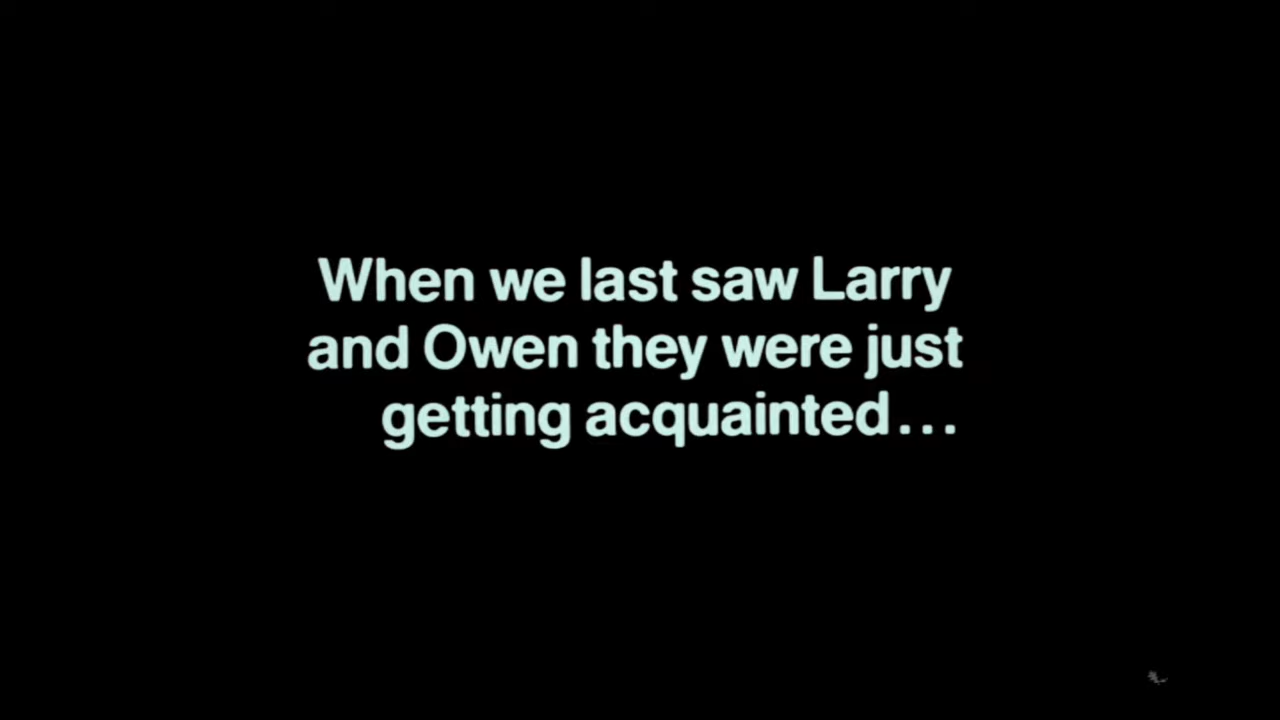 When we last saw Larry
and Owen they were just
getting acquainted...